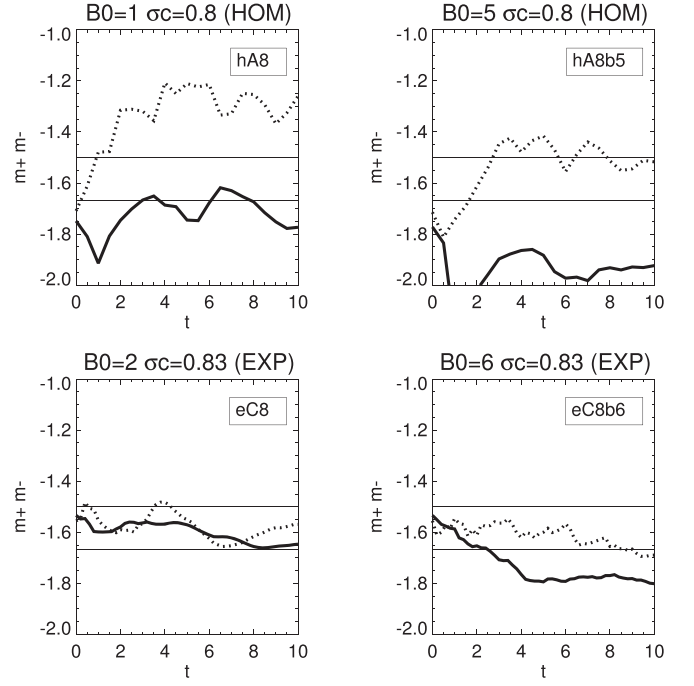 B0=1 σc=0.8 (HOM)
hA8
-1.0
-1.2
-1.4
-1.6
-1.8
-2.0
m+ m-
0 2 4 6 8 10
t
B0=5 σc=0.8 (HOM)
hA8b5
-1.0
-1.2
-1.4
-1.6
-1.8
-2.0
m+ m-
0 2 4 6 8 10
t
B0=2 σc=0.83 (EXP)
eC8
-1.0
-1.2
-1.4
-1.6
-1.8
-2.0
m+ m-
0 2 4 6 8 10
t
B0=6 σc=0.83 (EXP)
eC8b6
-1.0
-1.2
-1.4
-1.6
-1.8
-2.0
m+ m-
0 2 4 6 8 10
t